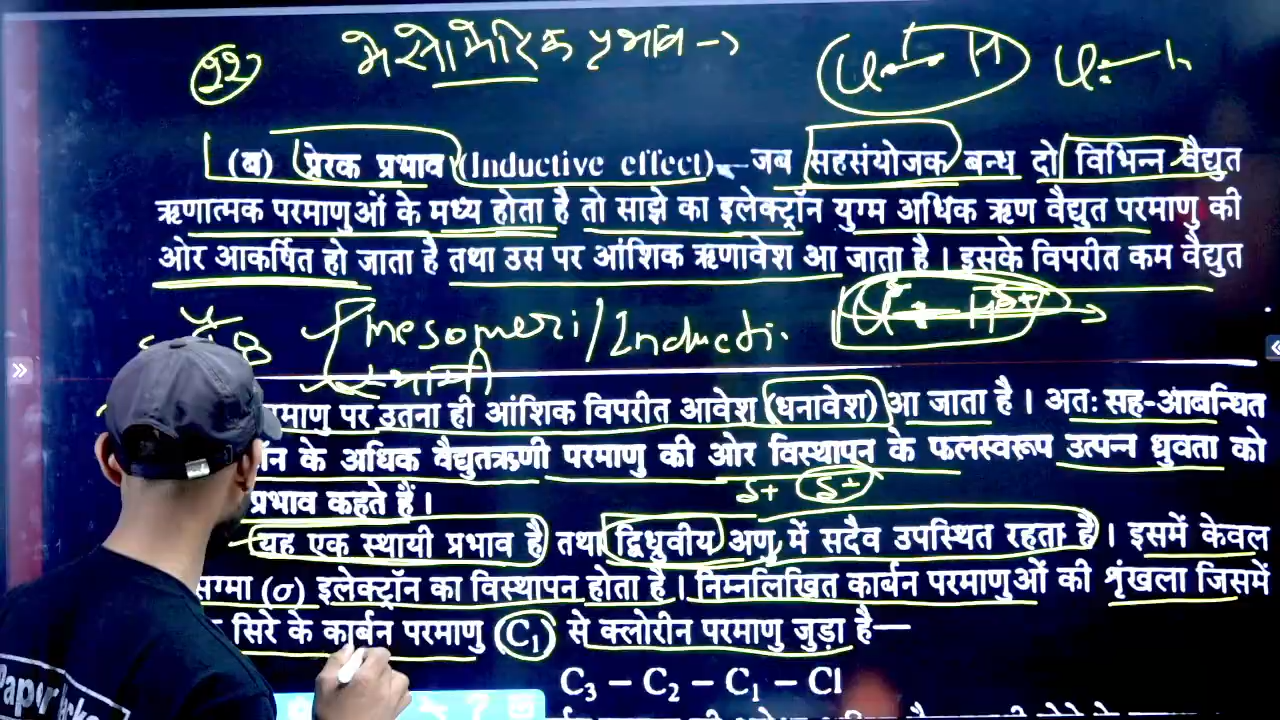 22 मेसोमेरिक प्रभाव →
(ब) प्रेरक प्रभाव (Inductive effect)—जब सहसंयोजक बन्ध दो विभिन्न वैद्युत
ऋणात्मक परमाणुओं के मध्य होता है तो साझे का इलेक्ट्रॉन युग्म अधिक ऋण वैद्युत परमाणु की
ओर आकर्षित हो जाता है तथा उस पर आंशिक ऋणावेश आ जाता है। इसके विपरीत कम वैद्युत
mesomeri/Inducti.
स्थायी
परमाणु पर उतना ही आंशिक विपरीत आवेश (धनावेश) आ जाता है। अतः सह-आबन्धित
के अधिक वैद्युतऋणी परमाणु की ओर विस्थापन के फलस्वरूप उत्पन्न ध्रुवता को
δ+ δ+
प्रभाव कहते हैं।
यह एक स्थायी प्रभाव है तथा द्विध्रुवीय अणु में सदैव उपस्थित रहता है। इसमें केवल
सिग्मा (σ) इलेक्ट्रॉन का विस्थापन होता है। निम्नलिखित कार्बन परमाणुओं की शृंखला जिसमें
सिरे के कार्बन परमाणु (C₁) से क्लोरीन परमाणु जुड़ा है—
C₃ – C₂ – C₁ – Cl